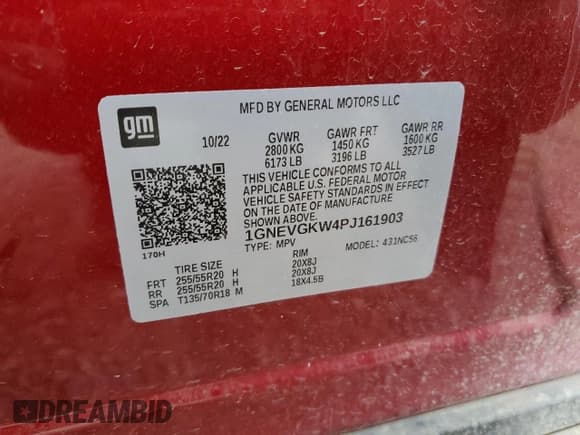 MFD BY GENERAL MOTORS LLC
gm
10/22 GVWR GAWR FRT GAWR RR
2800 KG 1450 KG 1600 KG
6173 LB 3196 LB 3527 LB
THIS VEHICLE CONFORMS TO ALL
APPLICABLE U.S. FEDERAL MOTOR
VEHICLE SAFETY STANDARDS IN EFFECT
ON THE DATE OF MANUFACTURE
SHOWN ABOVE.
1GNEVGKW4PJ161903
170H
TYPE: MPV MODEL: 431NC56
TIRE SIZE RIM
FRT 255/55R20 H 20X8J
RR 255/55R20 H 20X8J
SPA T135/70R18 M 18X4.5B
DREAMBID